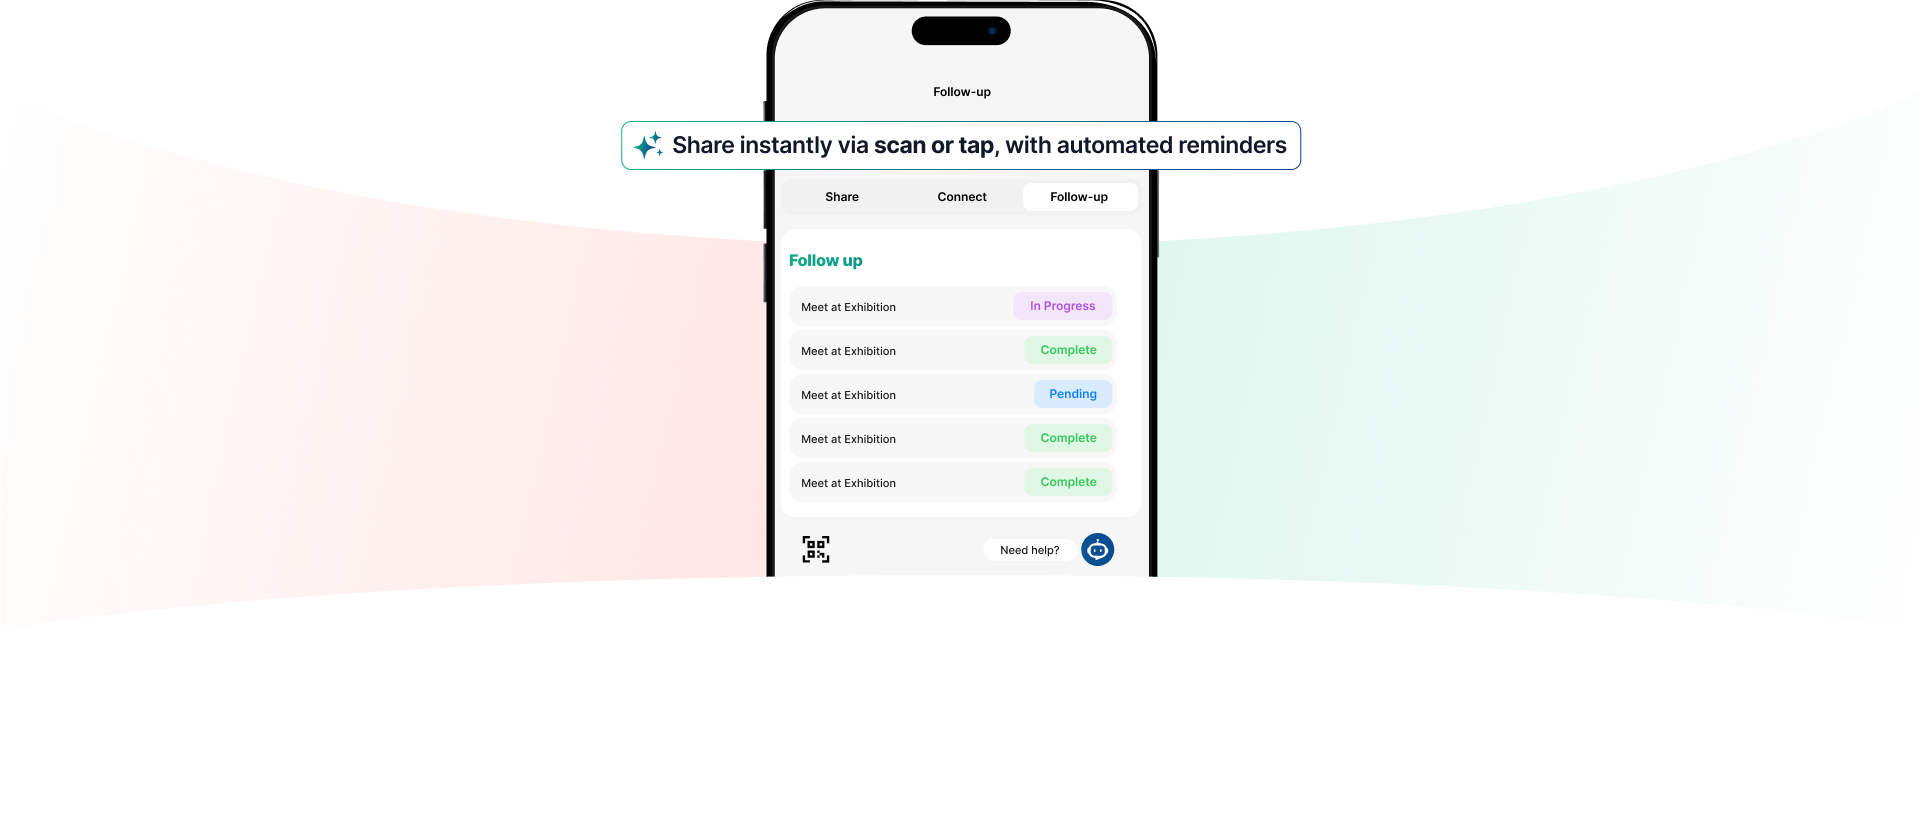 Follow-up
Share instantly via scan or tap, with automated reminders
Share Connect Follow-up
Follow up
Meet at Exhibition In Progress
Meet at Exhibition Complete
Meet at Exhibition Pending
Meet at Exhibition Complete
Meet at Exhibition Complete
Need help?